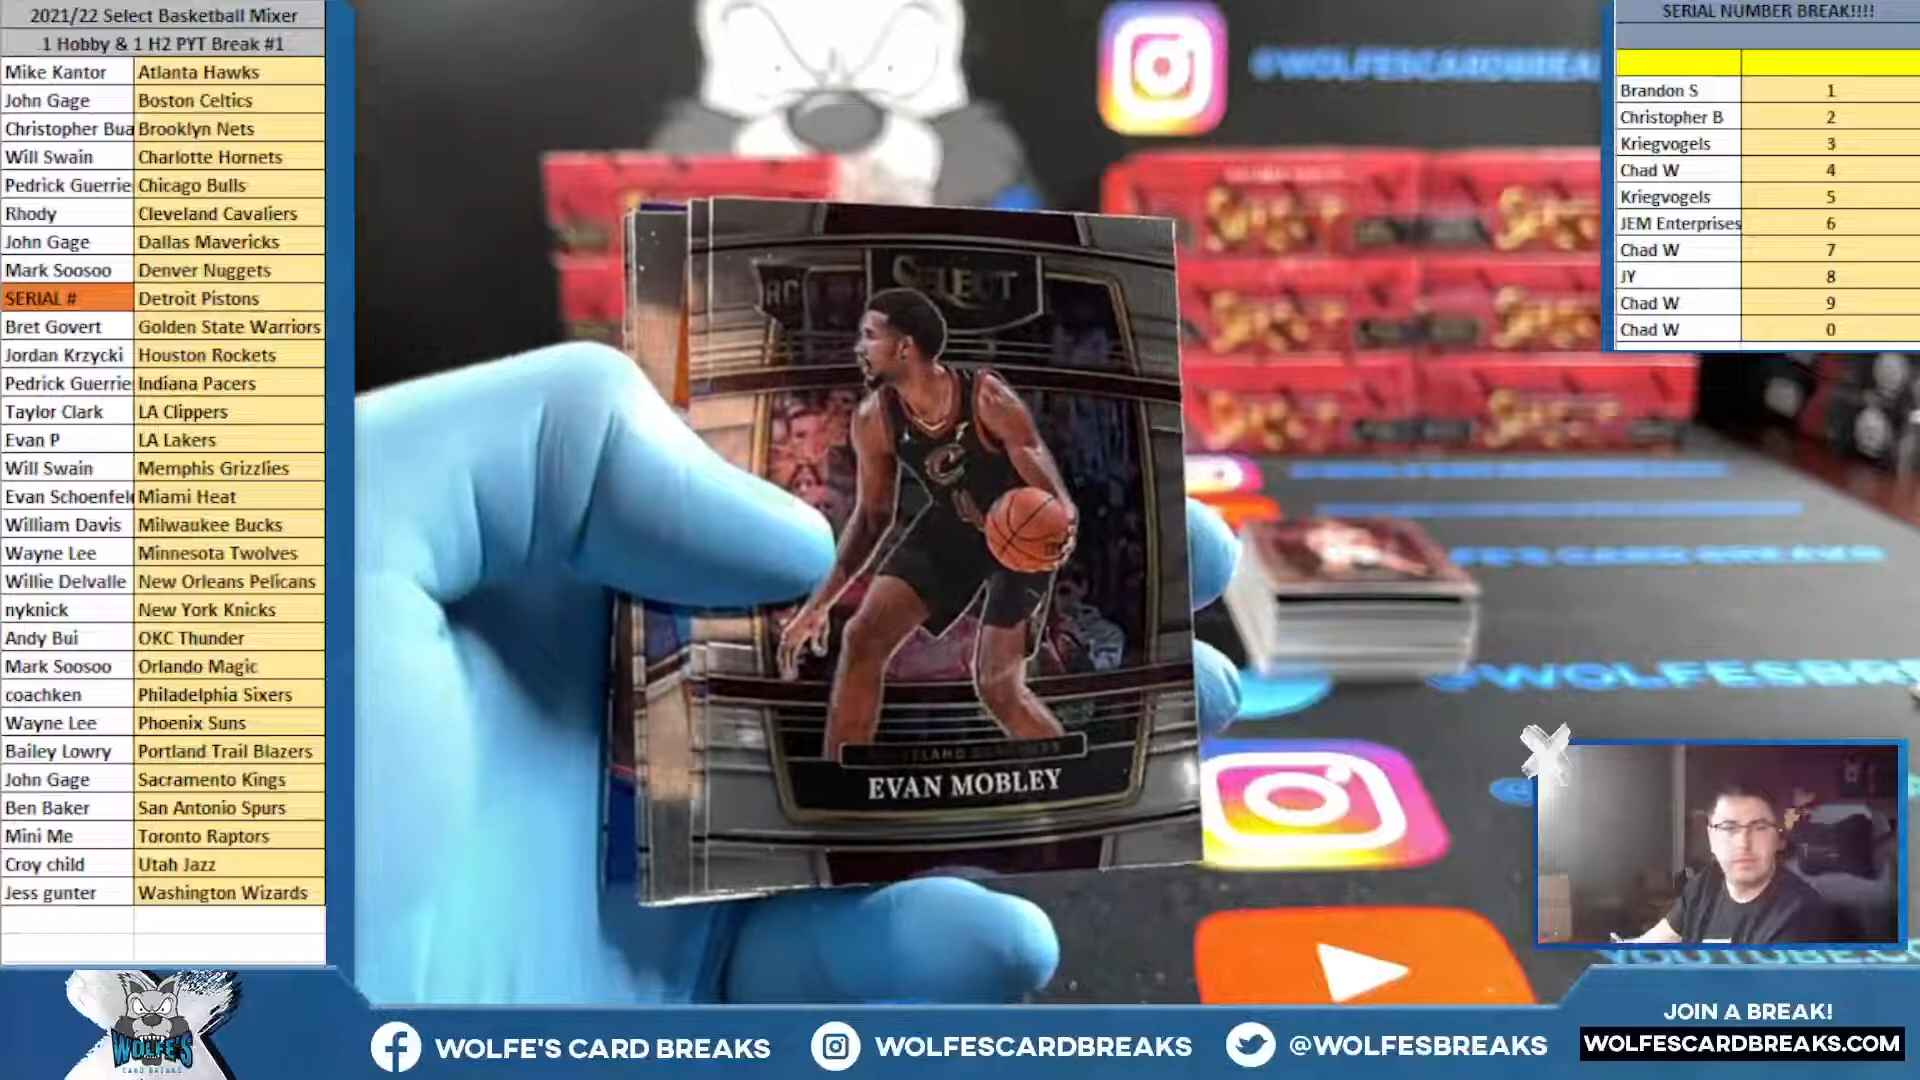 2021/22 Select Basketball Mixer
1 Hobby & 1 H2 PYT Break #1
Mike Kantor Atlanta Hawks
John Gage Boston Celtics
Christopher Bua Brooklyn Nets
Will Swain Charlotte Hornets
Pedrick Guerrie Chicago Bulls
Rhody Cleveland Cavaliers
John Gage Dallas Mavericks
Mark Soosoo Denver Nuggets
SERIAL # Detroit Pistons
Bret Govert Golden State Warriors
Jordan Krzycki Houston Rockets
Pedrick Guerrie Indiana Pacers
Taylor Clark LA Clippers
Evan P LA Lakers
Will Swain Memphis Grizzlies
Evan Schoenfel Miami Heat
William Davis Milwaukee Bucks
Wayne Lee Minnesota Twolves
Willie Delvalle New Orleans Pelicans
nyknick New York Knicks
Andy Bui OKC Thunder
Mark Soosoo Orlando Magic
coachken Philadelphia Sixers
Wayne Lee Phoenix Suns
Bailey Lowry Portland Trail Blazers
John Gage Sacramento Kings
Ben Baker San Antonio Spurs
Mini Me Toronto Raptors
Croy child Utah Jazz
Jess gunter Washington Wizards
SERIAL NUMBER BREAK!!!!
Brandon S 1
Christopher B 2
Kriegvogels 3
Chad W 4
Kriegvogels 5
JEM Enterprises 6
Chad W 7
JY 8
Chad W 9
Chad W 0
@WOLFESCARDBREA
RC
SELECT
EVAN MOBLEY
@WOLFESBR
WOLFE'S
CARD BREAKS
WOLFE'S CARD BREAKS
WOLFESCARDBREAKS
@WOLFESBREAKS
JOIN A BREAK!
WOLFESCARDBREAKS.COM